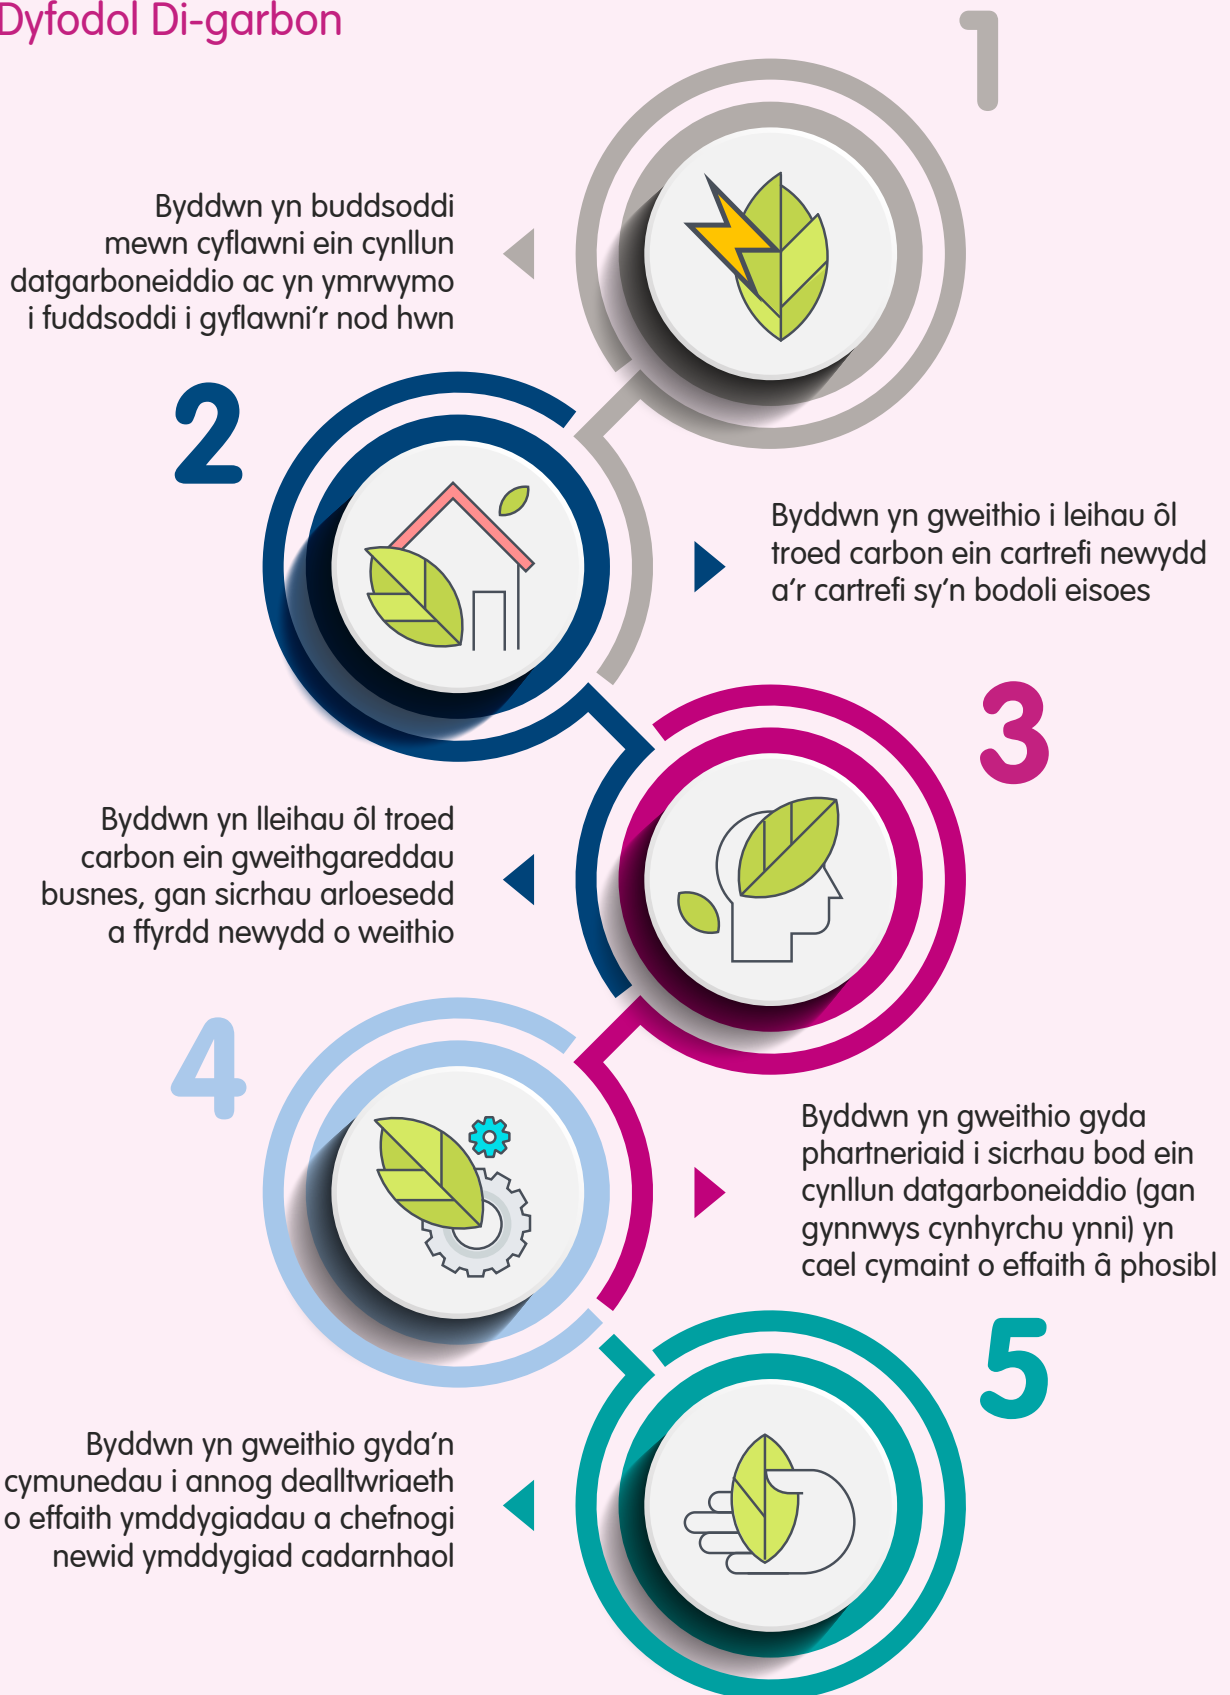 Dyfodol Di-garbon
1
Byddwn yn buddsoddi
mewn cyflawni ein cynllun
datgarboneiddio ac yn ymrwymo
i fuddsoddi i gyflawni’r nod hwn
2
Byddwn yn gweithio i leihau ôl
troed carbon ein cartrefi newydd
a’r cartrefi sy’n bodoli eisoes
3
Byddwn yn lleihau ôl troed
carbon ein gweithgareddau
busnes, gan sicrhau arloesedd
a ffyrdd newydd o weithio
4
Byddwn yn gweithio gyda
phartneriaid i sicrhau bod ein
cynllun datgarboneiddio (gan
gynnwys cynhyrchu ynni) yn
cael cymaint o effaith â phosibl
5
Byddwn yn gweithio gyda’n
cymunedau i annog dealltwriaeth
o effaith ymddygiadau a chefnogi
newid ymddygiad cadarnhaol